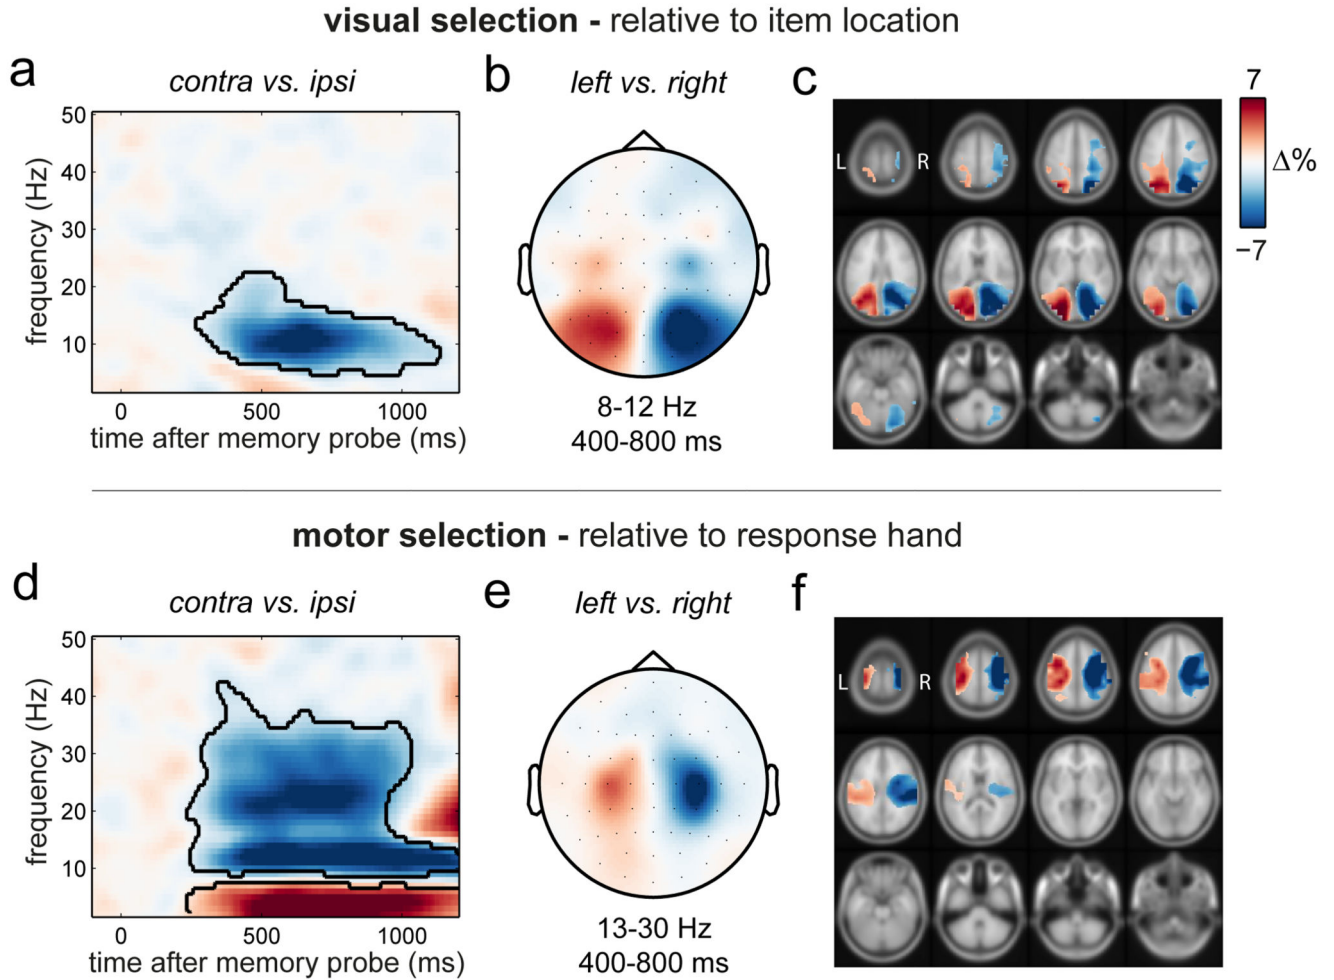 visual selection - relative to item location
a
contra vs. ipsi
b
left vs. right
c
7
Δ%
−7
L
R
50
40
30
20
10
frequency (Hz)
0
500
1000
time after memory probe (ms)
8-12 Hz
400-800 ms
motor selection - relative to response hand
d
contra vs. ipsi
e
left vs. right
f
L
R
50
40
30
20
10
frequency (Hz)
0
500
1000
time after memory probe (ms)
13-30 Hz
400-800 ms